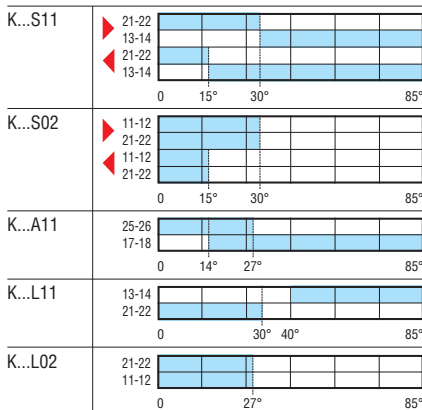 K...S11
21-22
13-14
21-22
13-14
0 15° 30° 85°
K...S02
11-12
21-22
11-12
21-22
0 15° 30° 85°
K...A11
25-26
17-18
0 14° 27° 85°
K...L11
13-14
21-22
0 30° 40° 85°
K...L02
21-22
11-12
0 27° 85°